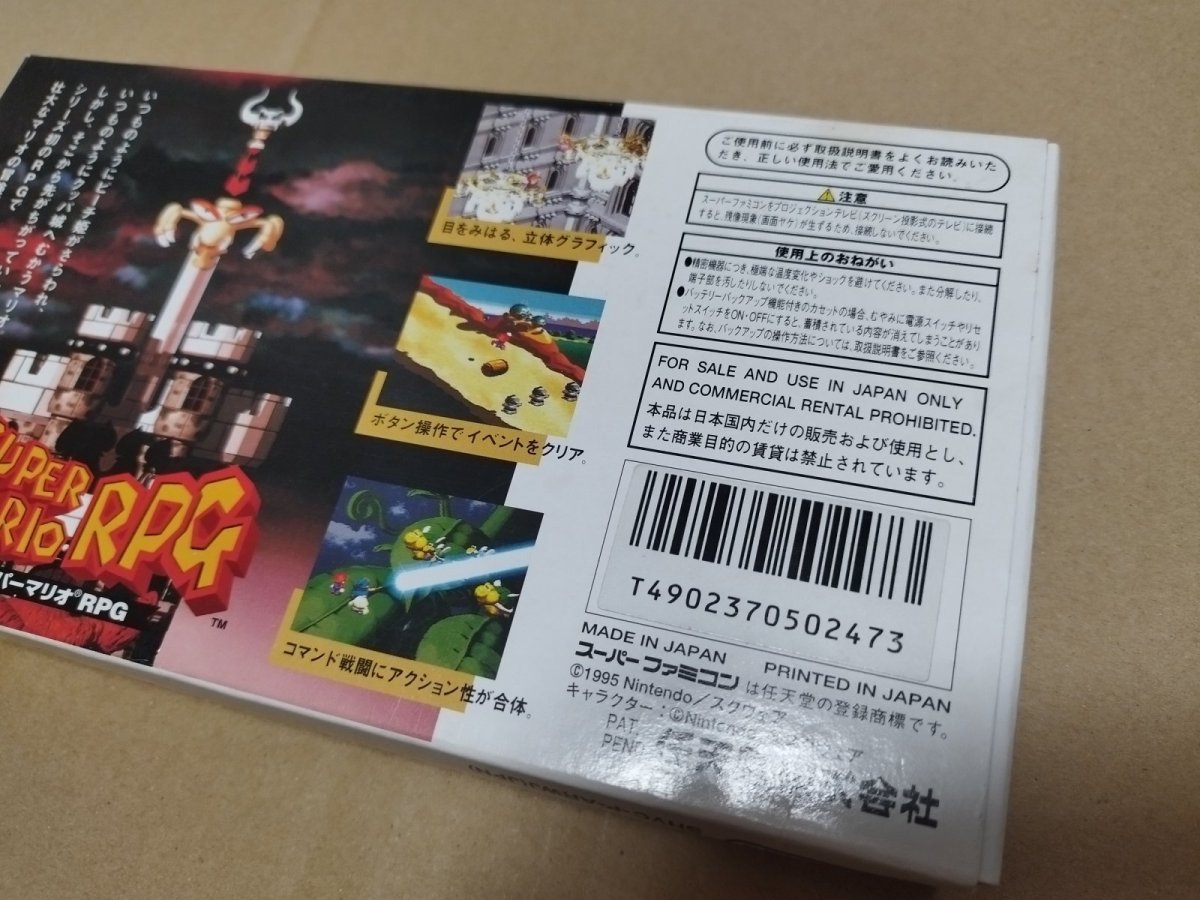 いつものようにピーチ姫がさらわれ、
いつものようにクッパ城へむかうマリオ。
しかし、そこから先がちがっていた。
シリーズ初のRPGで
壮大なマリオの冒険
SUPER
RIO RPG
パーマリオ®RPG
TM
目をみはる、立体グラフィック。
ボタン操作でイベントをクリア。
コマンド戦闘にアクション性が合体。
ご使用前に必ず取扱説明書をよくお読みいた
だき、正しい使用法でご愛用ください。
⚠注意
スーパーファミコンをプロジェクションテレビ(スクリーン投影式のテレビ)に接続
すると、残像現象(画面ヤケ)が生ずるため、接続しないでください。
使用上のおねがい
●精密機器につき、極端な温度変化やショックを避けてください。また分解したり、
端子部を汚したりしないでください。
●バッテリーバックアップ機能付きのカセットの場合、むやみに電源スイッチやリセ
ットスイッチをON・OFFにすると、蓄積されている内容が消えてしまうことがあり
ます。なお、バックアップの操作方法については、取扱説明書をご参照ください。
FOR SALE AND USE IN JAPAN ONLY
AND COMMERCIAL RENTAL PROHIBITED.
本品は日本国内だけの販売および使用とし、
また商業目的の賃貸は禁止されています。
T4902370502473
MADE IN JAPAN PRINTED IN JAPAN
スーパーファミコンは任天堂の登録商標です。
©1995 Nintendo／スクウェア
キャラクター：©Nintendo
PAT.
PEND
任天堂株式会社